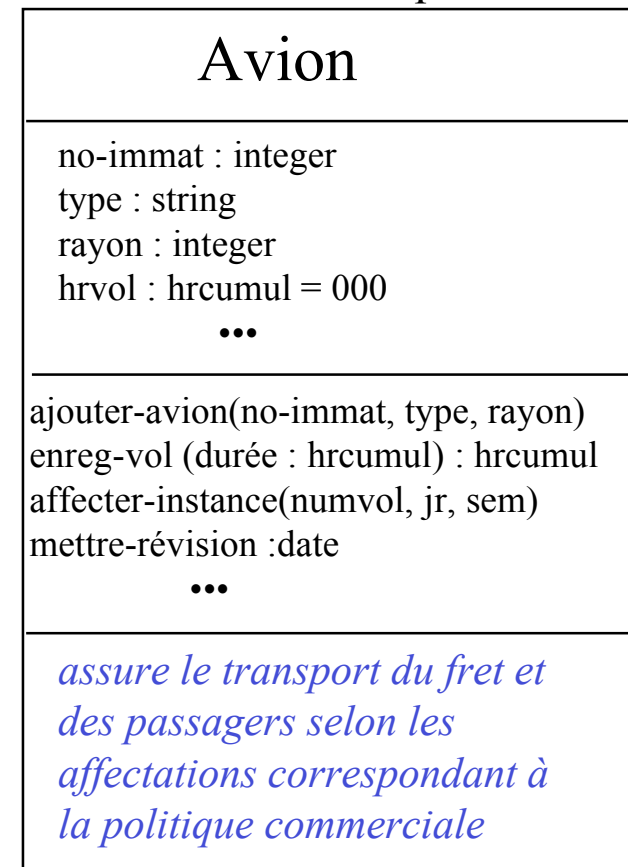 Avion
no-immat : integer
type : string
rayon : integer
hrvol : hrcumul = 000
•••
ajouter-avion(no-immat, type, rayon)
enreg-vol (durée : hrcumul) : hrcumul
affecter-instance(numvol, jr, sem)
mettre-révision :date
•••
assure le transport du fret et
des passagers selon les
affectations correspondant à
la politique commerciale